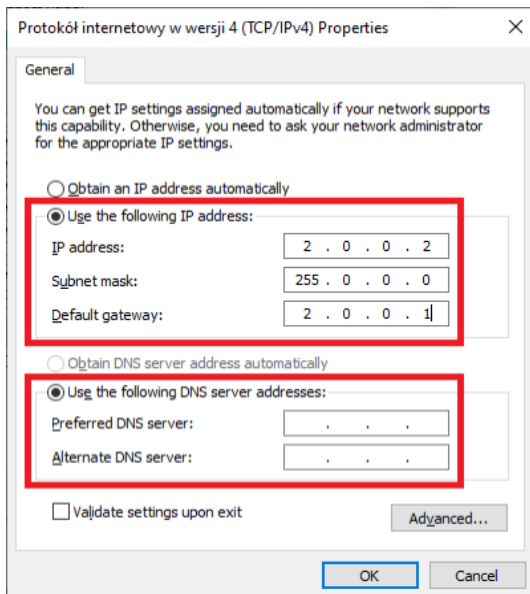 Protokół internetowy w wersji 4 (TCP/IPv4) Properties
General
You can get IP settings assigned automatically if your network supports
this capability. Otherwise, you need to ask your network administrator
for the appropriate IP settings.
Obtain an IP address automatically
Use the following IP address:
IP address: 2 . 0 . 0 . 2
Subnet mask: 255 . 0 . 0 . 0
Default gateway: 2 . 0 . 0 . 1
Obtain DNS server address automatically
Use the following DNS server addresses:
Preferred DNS server: . . .
Alternate DNS server: . . .
Validate settings upon exit
Advanced...
OK Cancel